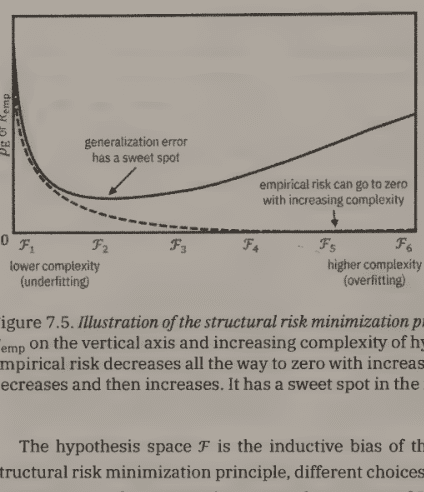 pg or Remp
generalization error
has a sweet spot
empirical risk can go to zero
with increasing complexity
0 ℱ1 ℱ2 ℱ3 ℱ4 ℱ5 ℱ6
lower complexity higher complexity
(underfitting) (overfitting)
igure 7.5. Illustration of the structural risk minimization p
emp on the vertical axis and increasing complexity of hy
mpirical risk decreases all the way to zero with increas
ecreases and then increases. It has a sweet spot in the
The hypothesis space ℱ is the inductive bias of th
tructural risk minimization principle, different choices